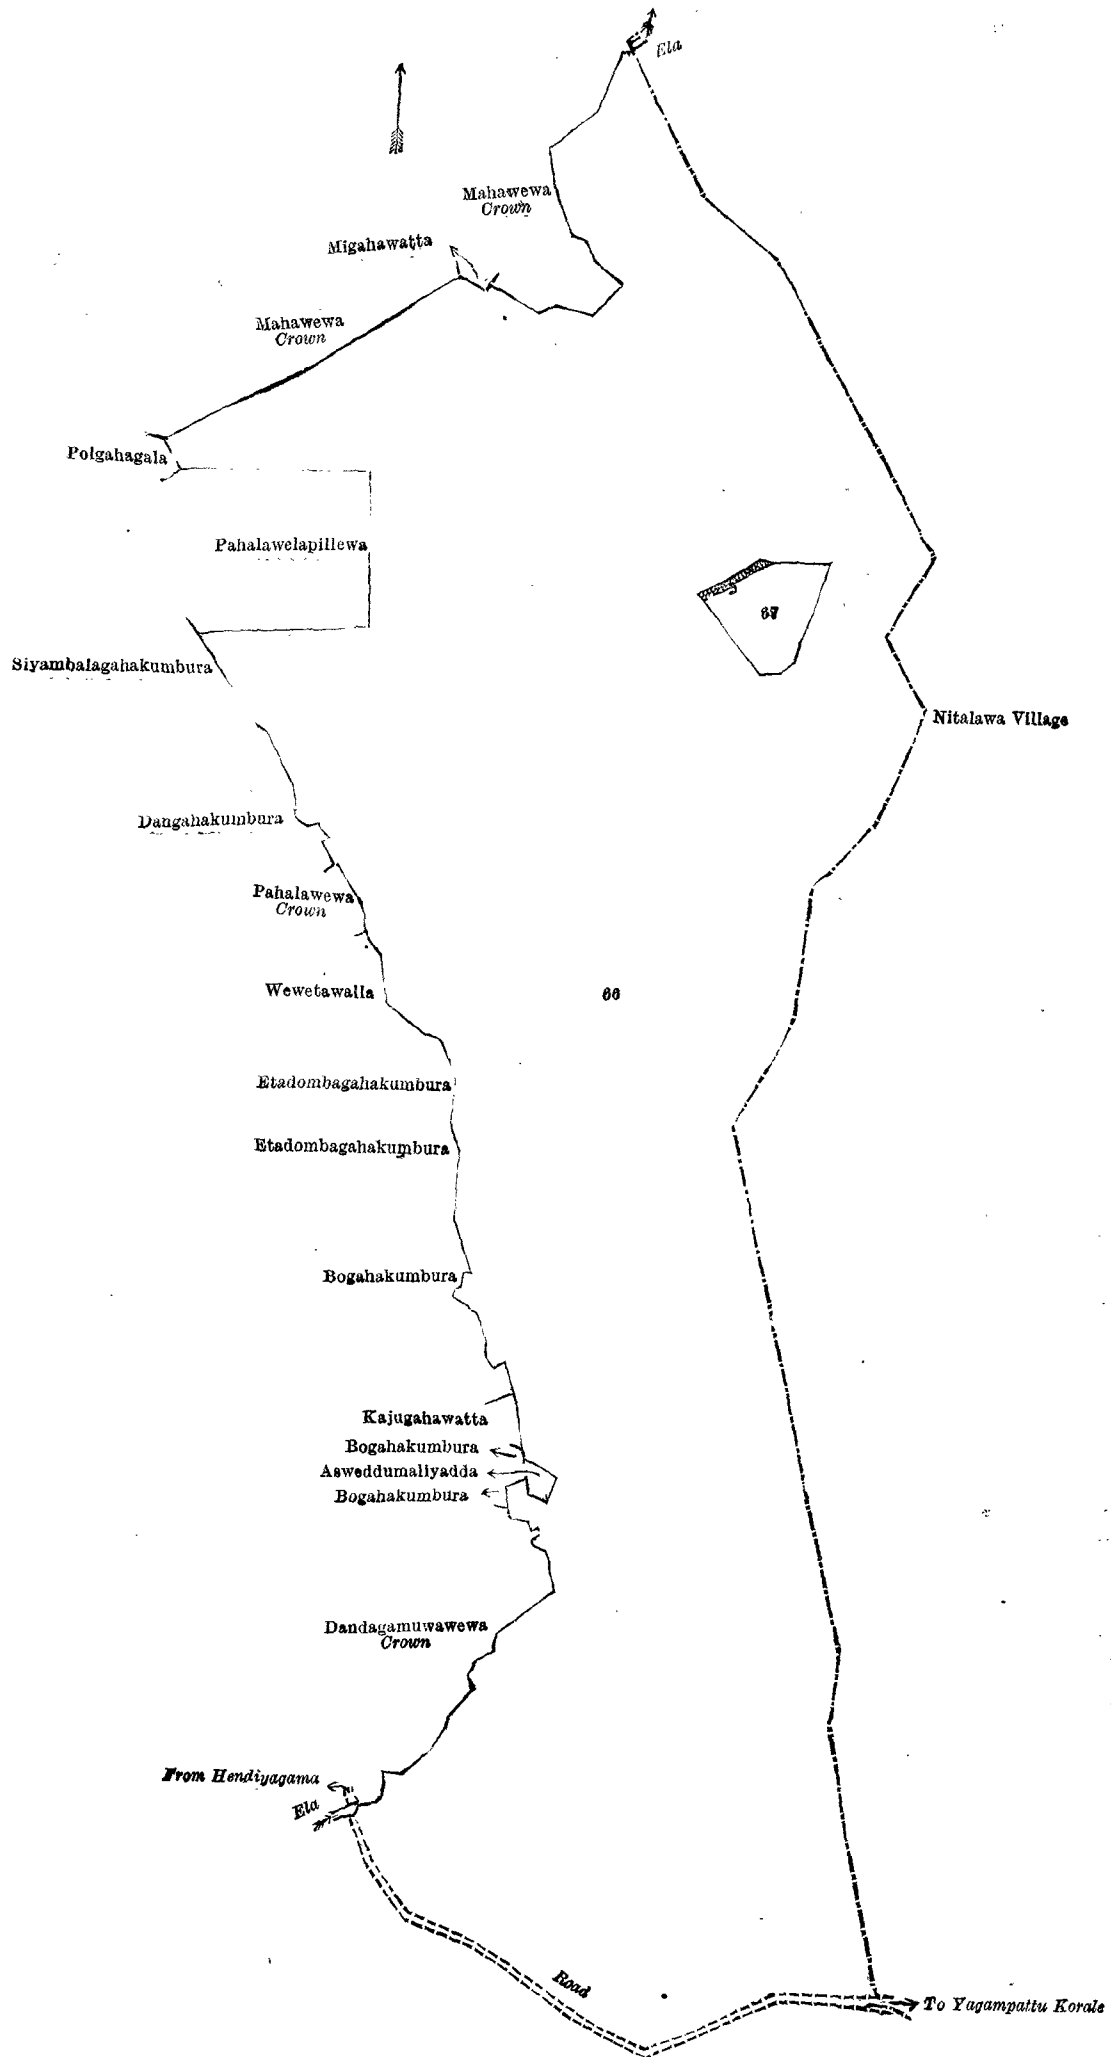 Ela
Mahawewa
Crown
Migahawatta
Mahawewa
Crown
Polgahagala
Pahalawelapillewa
67
Siyambalagahakumbura
Nitalawa Village
Dangahakumbura
Pahalawewa
Crown
Wewetawalla
66
Etadombagahakumbura
Etadombagahakumbura
Bogahakumbura
Kajugahawatta
Bogahakumbura
Asweddumaliyadda
Bogahakumbura
Dandagamuwawewa
Crown
From Hendiyagama
Ela
Road
To Yagampattu Korale